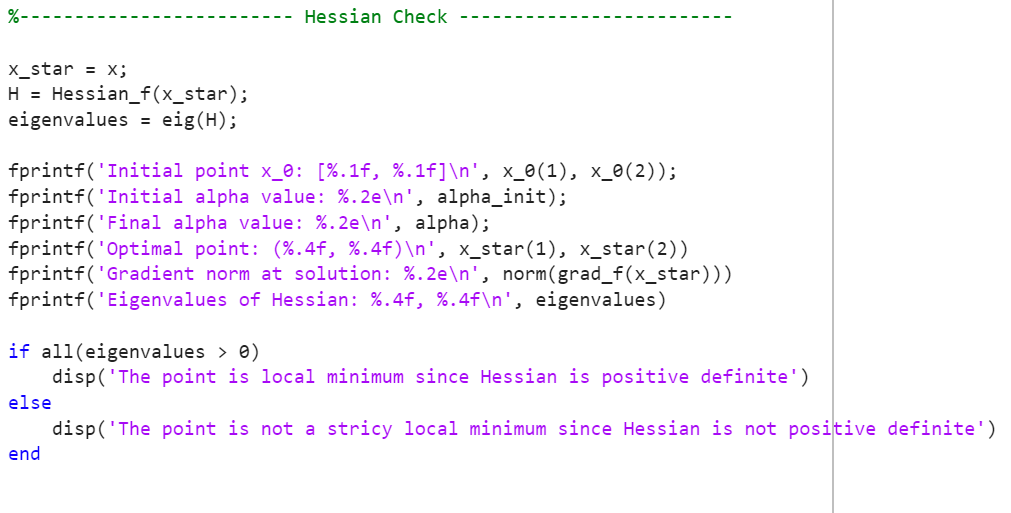 %------------------------- Hessian Check -------------------------
x_star = x;
H = Hessian_f(x_star);
eigenvalues = eig(H);
fprintf('Initial point x_0: [%.1f, %.1f]\n', x_0(1), x_0(2));
fprintf('Initial alpha value: %.2e\n', alpha_init);
fprintf('Final alpha value: %.2e\n', alpha);
fprintf('Optimal point: (%.4f, %.4f)\n', x_star(1), x_star(2))
fprintf('Gradient norm at solution: %.2e\n', norm(grad_f(x_star)))
fprintf('Eigenvalues of Hessian: %.4f, %.4f\n', eigenvalues)
if all(eigenvalues > 0)
    disp('The point is local minimum since Hessian is positive definite')
else
    disp('The point is not a stricy local minimum since Hessian is not positive definite')
end